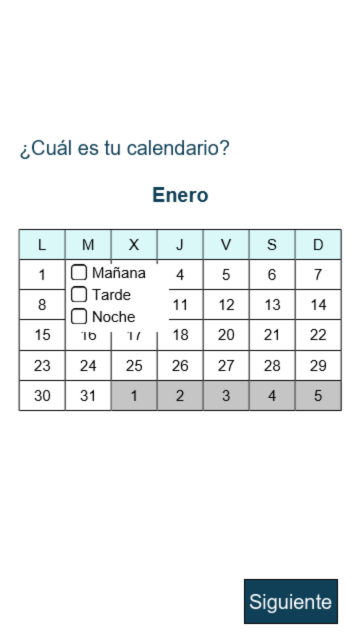 ¿Cuál es tu calendario?
Enero
L M X J V S D
1 Mañana 4 5 6 7
Tarde
8 11 12 13 14
Noche
15 16 17 18 20 21 22
23 24 25 26 27 28 29
30 31 1 2 3 4 5
Siguiente